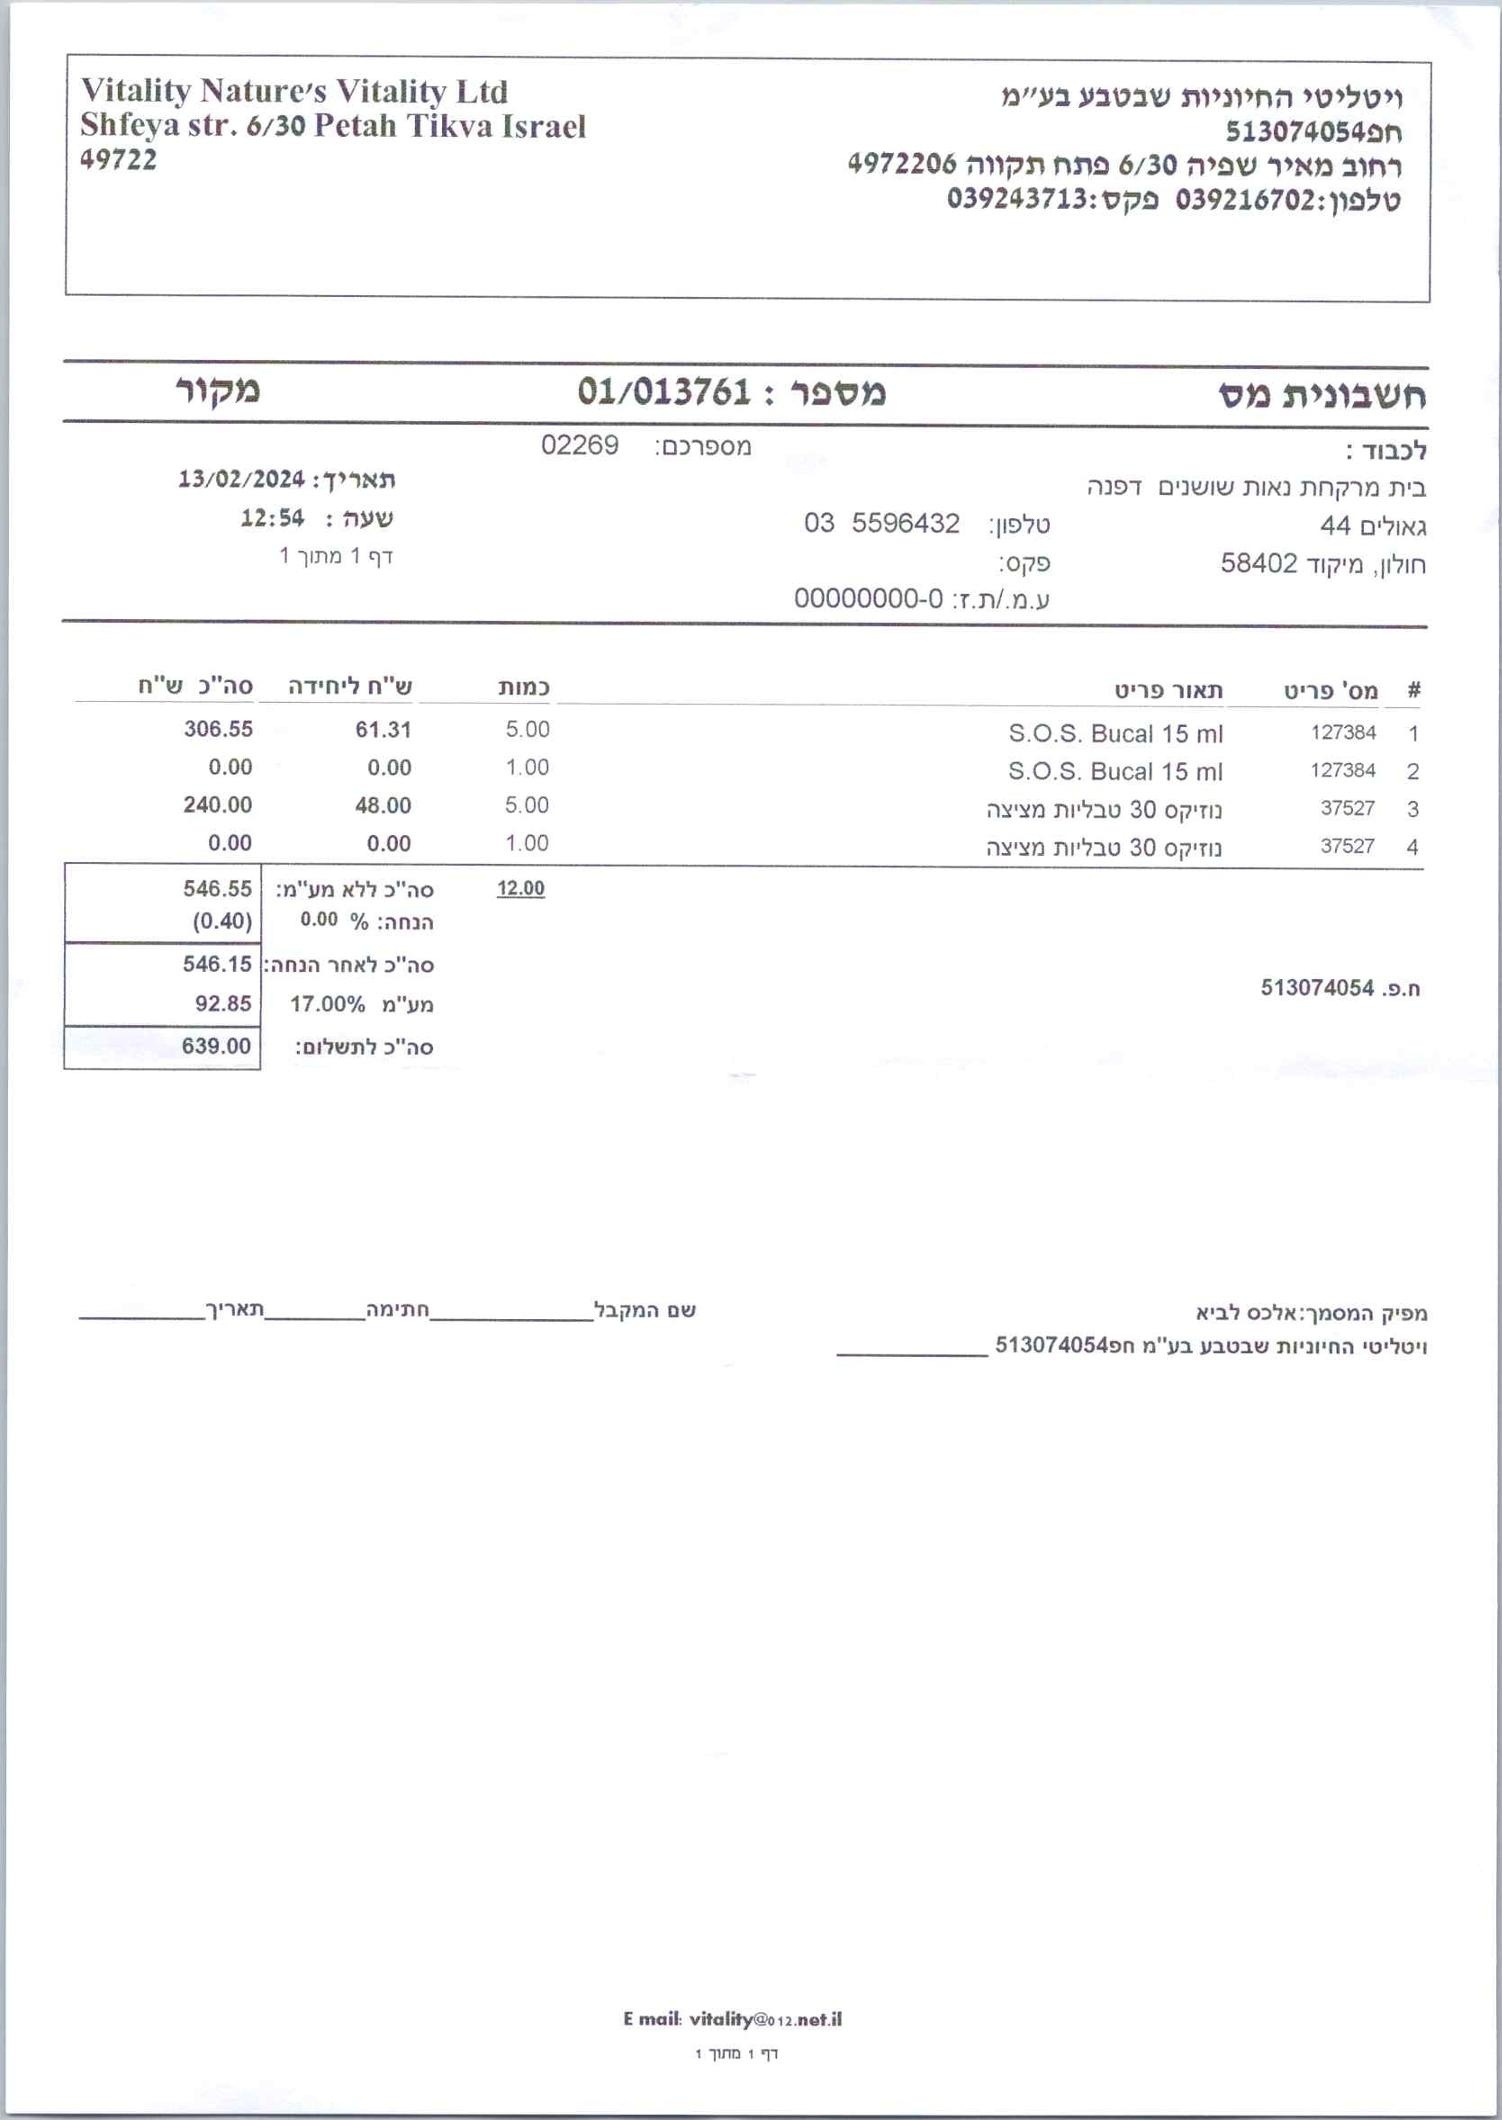 Vitality Nature's Vitality Ltd
Shfeya str. 6/30 Petah Tikva Israel
49722
ויטליטי החיוניות שבטבע בע"מ
חפ513074054
רחוב מאיר שפיה 6/30 פתח תקווה 4972206
טלפון:039216702 פקס:039243713
חשבונית מס מספר : 01/013761 מקור
לכבוד : מספרכם: 02269
בית מרקחת נאות שושנים דפנה תאריך: 13/02/2024
גאולים 44 טלפון: 03 5596432 שעה : 12:54
חולון, מיקוד 58402 פקס: דף 1 מתוך 1
ע.מ./ת.ז: 00000000-0
# מס' פריט תאור פריט כמות ש"ח ליחידה סה"כ ש"ח
1 127384 S.O.S. Bucal 15 ml 5.00 61.31 306.55
2 127384 S.O.S. Bucal 15 ml 1.00 0.00 0.00
3 37527 נוזיקס 30 טבליות מציצה 5.00 48.00 240.00
4 37527 נוזיקס 30 טבליות מציצה 1.00 0.00 0.00
12.00 סה"כ ללא מע"מ: 546.55
הנחה: % 0.00 (0.40)
סה"כ לאחר הנחה: 546.15
ח.פ. 513074054
מע"מ 17.00% 92.85
סה"כ לתשלום: 639.00
מפיק המסמך:אלכס לביא שם המקבל_____________חתימה________תאריך__________
ויטליטי החיוניות שבטבע בע"מ חפ513074054 ____________
E mail: vitality@012.net.il
דף 1 מתוך 1